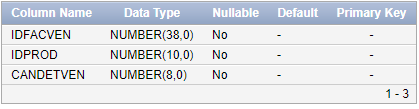 Column Name Data Type Nullable Default Primary Key
IDFACVEN NUMBER(38,0) No - -
IDPROD NUMBER(10,0) No - -
CANDETVEN NUMBER(8,0) No - -
1 - 3